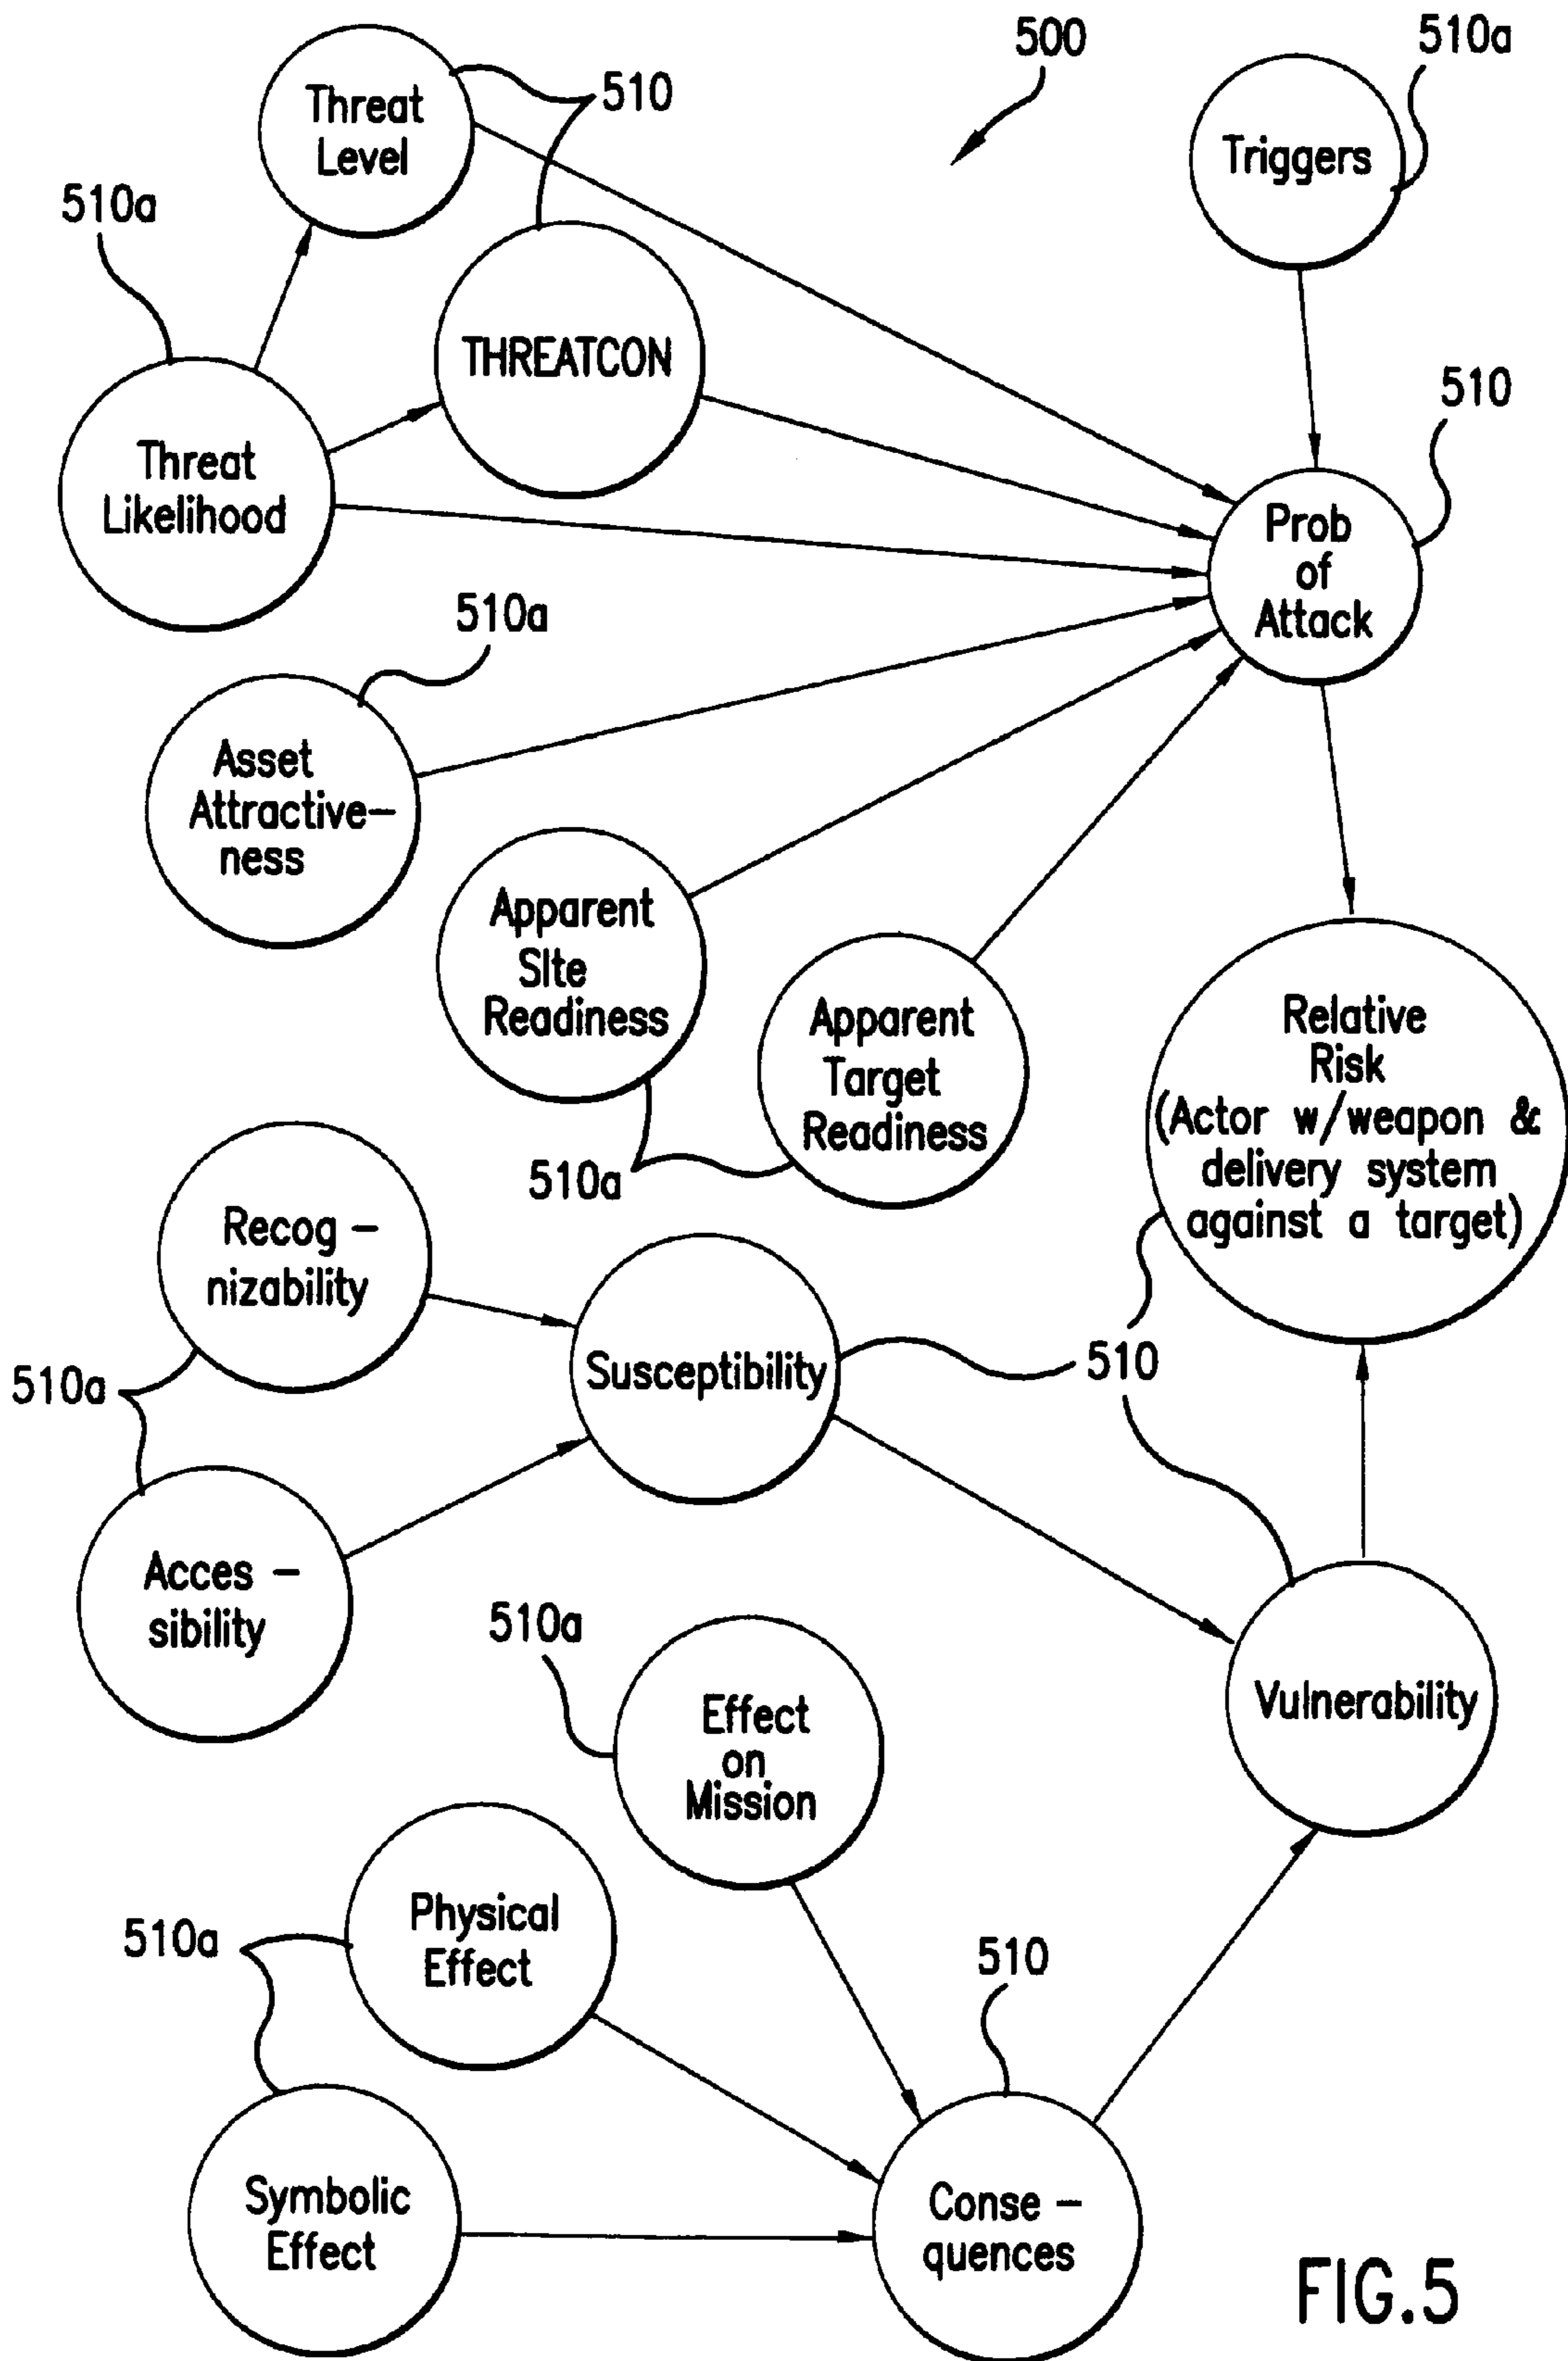 500
510a
Threat
Level
510
Triggers
510a
THREATCON
510
Threat
Likelihood
Prob
of
Attack
510a
Asset
Attractive-
ness
Apparent
SIte
Readiness
Apparent
Target
Readiness
510a
Relative
Risk
(Actor w/weapon &
delivery system
against a target)
Recog -
nizability
510a
Susceptibility
510
Acces -
sibility
510a
Effect
on
Mission
Vulnerability
Physical
Effect
510a
510
Symbolic
Effect
Conse -
quences
FIG.5